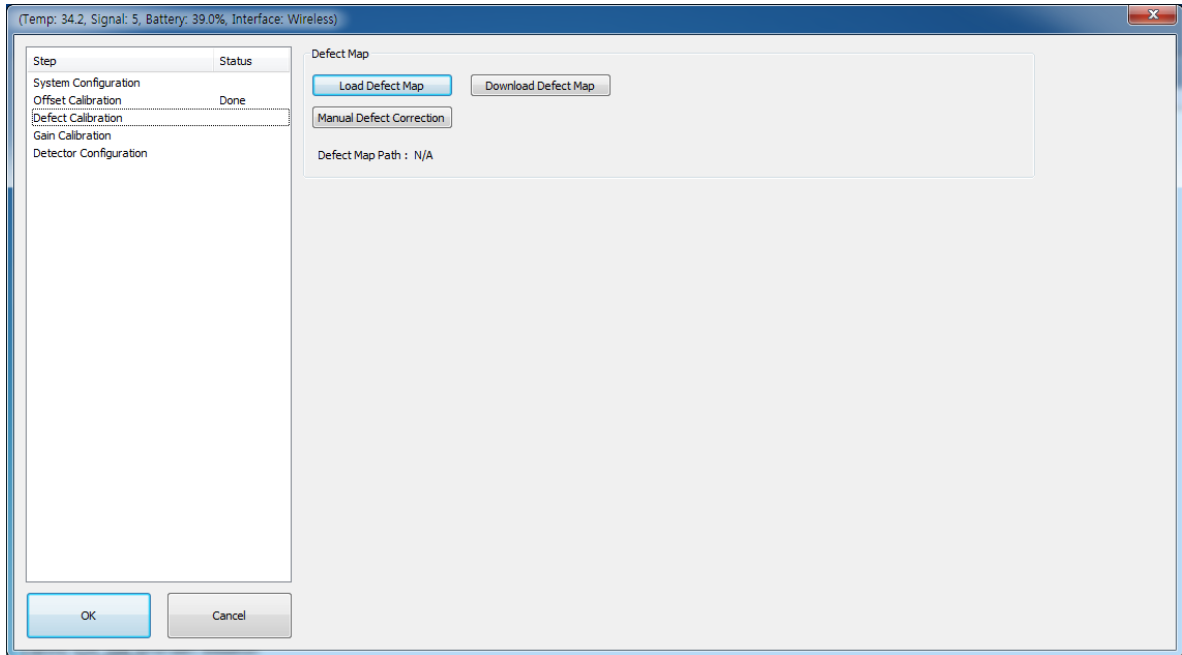 (Temp: 34.2, Signal: 5, Battery: 39.0%, Interface: Wireless)
Step Status
System Configuration
Offset Calibration Done
Defect Calibration
Gain Calibration
Detector Configuration
Defect Map
Load Defect Map Download Defect Map
Manual Defect Correction
Defect Map Path : N/A
OK Cancel